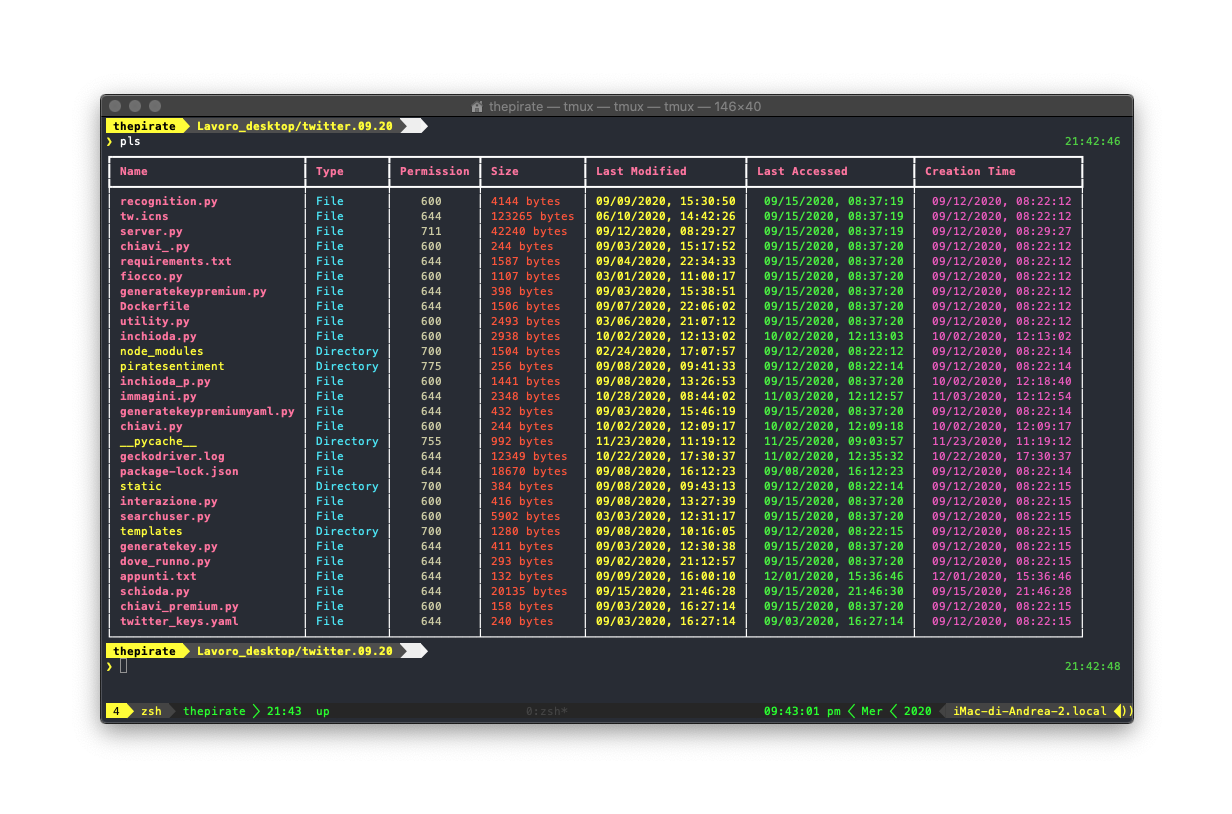 thepirate — tmux — tmux — tmux — 146×40
thepirate Lavoro_desktop/twitter.09.20
❯ pls 21:42:46
Name Type Permission Size Last Modified Last Accessed Creation Time
recognition.py File 600 4144 bytes 09/09/2020, 15:30:50 09/15/2020, 08:37:19 09/12/2020, 08:22:12
tw.icns File 644 123265 bytes 06/10/2020, 14:42:26 09/15/2020, 08:37:19 09/12/2020, 08:22:12
server.py File 711 42240 bytes 09/12/2020, 08:29:27 09/15/2020, 08:37:19 09/12/2020, 08:29:27
chiavi_.py File 600 244 bytes 09/03/2020, 15:17:52 09/15/2020, 08:37:20 09/12/2020, 08:22:12
requirements.txt File 644 1587 bytes 09/04/2020, 22:34:33 09/15/2020, 08:37:20 09/12/2020, 08:22:12
fiocco.py File 600 1107 bytes 03/01/2020, 11:00:17 09/15/2020, 08:37:20 09/12/2020, 08:22:12
generatekeypremium.py File 644 398 bytes 09/03/2020, 15:38:51 09/15/2020, 08:37:20 09/12/2020, 08:22:12
Dockerfile File 644 1506 bytes 09/07/2020, 22:06:02 09/15/2020, 08:37:20 09/12/2020, 08:22:12
utility.py File 600 2493 bytes 03/06/2020, 21:07:12 09/15/2020, 08:37:20 09/12/2020, 08:22:12
inchioda.py File 600 2938 bytes 10/02/2020, 12:13:02 10/02/2020, 12:13:03 10/02/2020, 12:13:02
node_modules Directory 700 1504 bytes 02/24/2020, 17:07:57 09/12/2020, 08:22:12 09/12/2020, 08:22:14
piratesentiment Directory 775 256 bytes 09/08/2020, 09:41:33 09/12/2020, 08:22:14 09/12/2020, 08:22:14
inchioda_p.py File 600 1441 bytes 09/08/2020, 13:26:53 09/15/2020, 08:37:20 10/02/2020, 12:18:40
immagini.py File 644 2348 bytes 10/28/2020, 08:44:02 11/03/2020, 12:12:57 11/03/2020, 12:12:54
generatekeypremiumyaml.py File 644 432 bytes 09/03/2020, 15:46:19 09/15/2020, 08:37:20 09/12/2020, 08:22:14
chiavi.py File 600 244 bytes 10/02/2020, 12:09:17 10/02/2020, 12:09:18 10/02/2020, 12:09:17
__pycache__ Directory 755 992 bytes 11/23/2020, 11:19:12 11/25/2020, 09:03:57 11/23/2020, 11:19:12
geckodriver.log File 644 12349 bytes 10/22/2020, 17:30:37 11/02/2020, 12:35:32 10/22/2020, 17:30:37
package-lock.json File 644 18670 bytes 09/08/2020, 16:12:23 09/08/2020, 16:12:23 09/12/2020, 08:22:14
static Directory 700 384 bytes 09/08/2020, 09:43:13 09/12/2020, 08:22:14 09/12/2020, 08:22:15
interazione.py File 600 416 bytes 09/08/2020, 13:27:39 09/15/2020, 08:37:20 09/12/2020, 08:22:15
searchuser.py File 600 5902 bytes 03/03/2020, 12:31:17 09/15/2020, 08:37:20 09/12/2020, 08:22:15
templates Directory 700 1280 bytes 09/08/2020, 10:16:05 09/12/2020, 08:22:15 09/12/2020, 08:22:15
generatekey.py File 644 411 bytes 09/03/2020, 12:30:38 09/15/2020, 08:37:20 09/12/2020, 08:22:15
dove_runno.py File 644 293 bytes 09/02/2020, 21:12:57 09/15/2020, 08:37:20 09/12/2020, 08:22:15
appunti.txt File 644 132 bytes 09/09/2020, 16:00:10 12/01/2020, 15:36:46 12/01/2020, 15:36:46
schioda.py File 644 20135 bytes 09/15/2020, 21:46:28 09/15/2020, 21:46:30 09/15/2020, 21:46:28
chiavi_premium.py File 600 158 bytes 09/03/2020, 16:27:14 09/15/2020, 08:37:20 09/12/2020, 08:22:15
twitter_keys.yaml File 644 240 bytes 09/03/2020, 16:27:14 09/03/2020, 16:27:14 09/12/2020, 08:22:15
thepirate Lavoro_desktop/twitter.09.20
❯ 21:42:48
4 zsh thepirate 21:43 up 0:zsh* 09:43:01 pm Mer 2020 iMac-di-Andrea-2.local